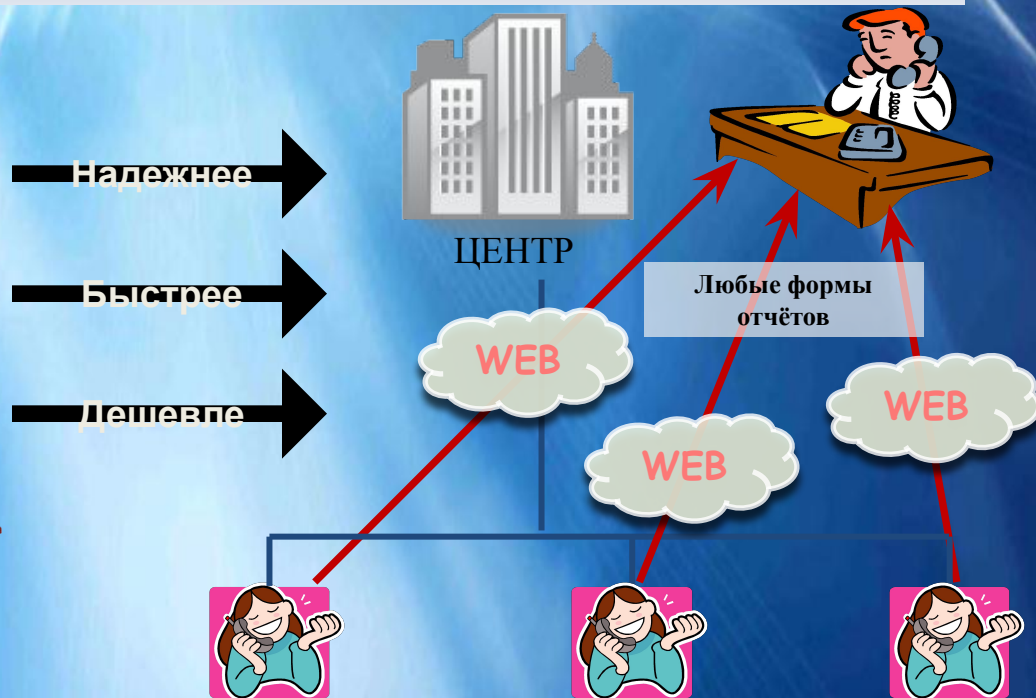 Надежнее
ЦЕНТР
Быстрее
Любые формы
отчётов
WEB
Дешевле
WEB
WEB